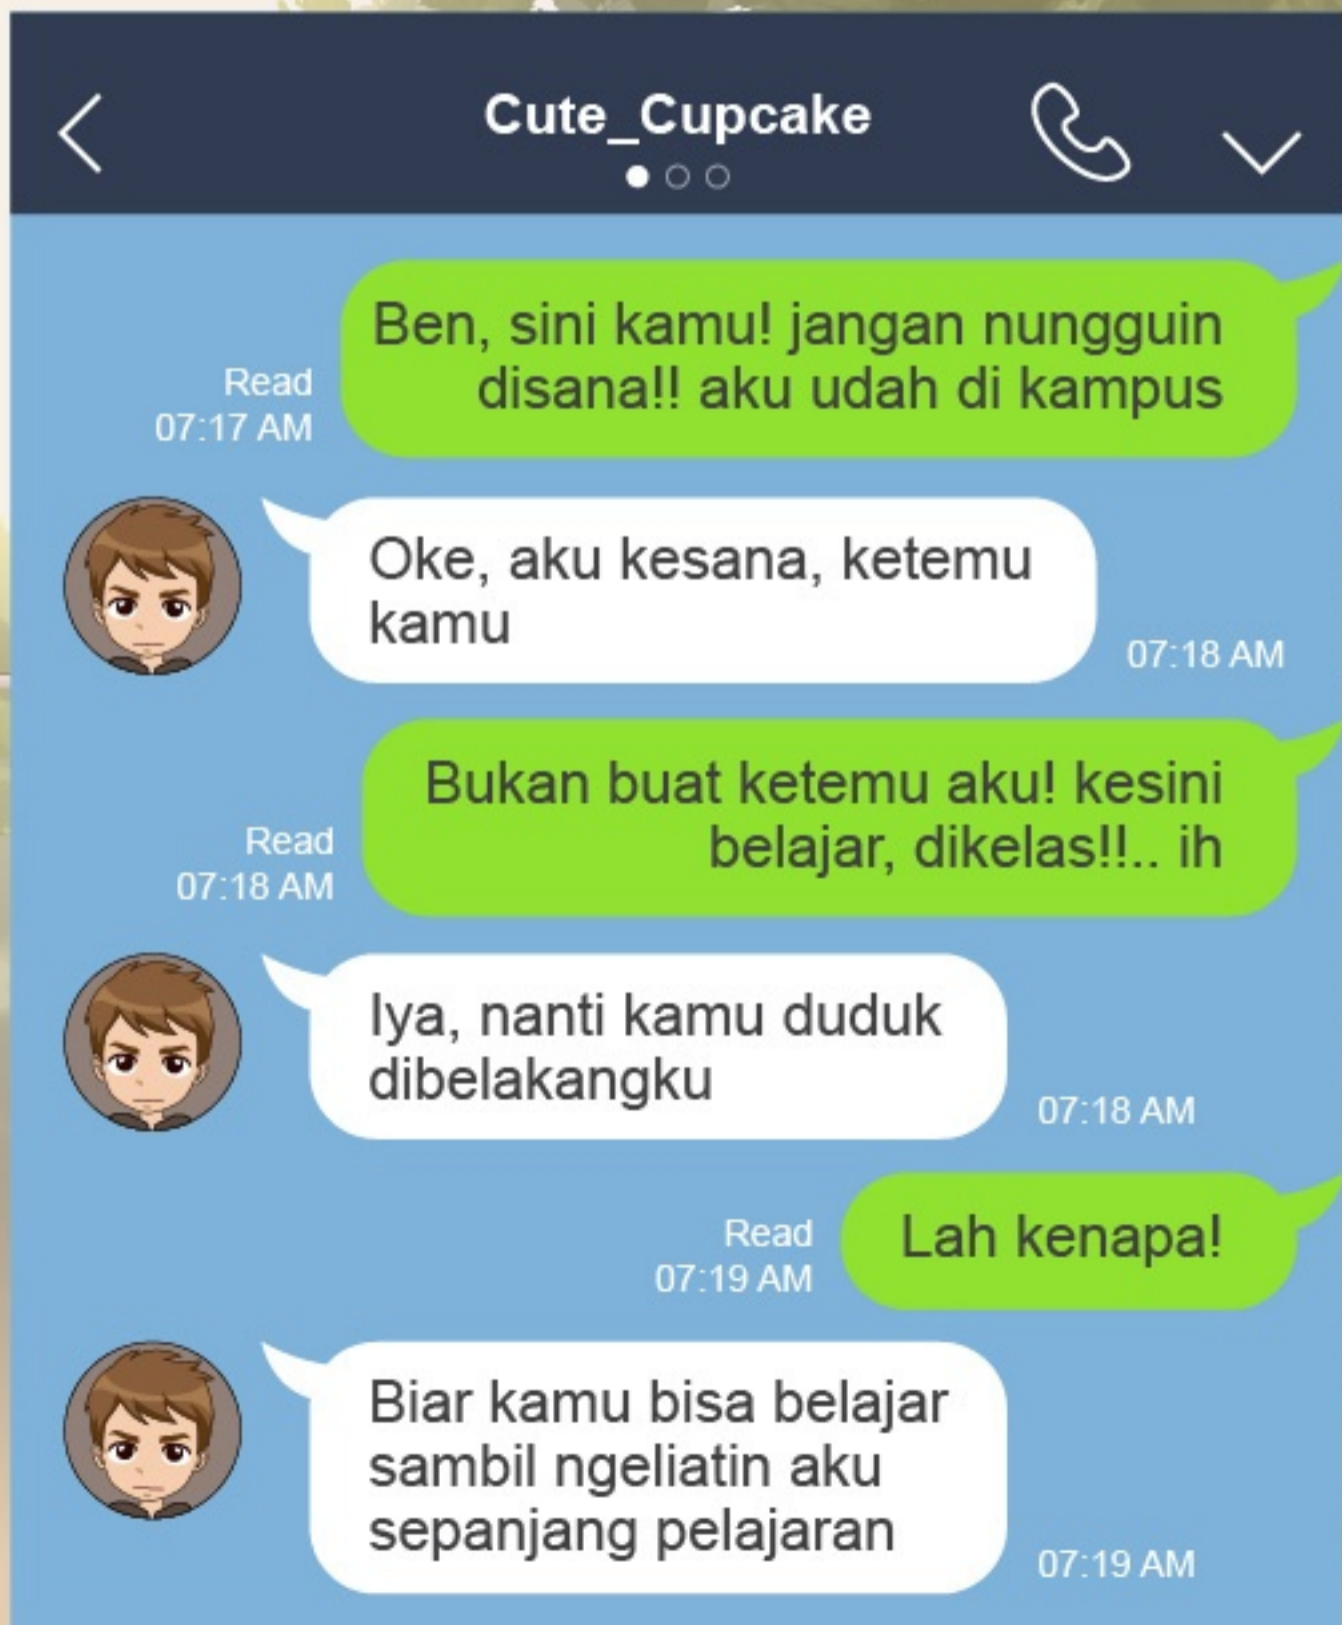 Cute_Cupcake
Ben, sini kamu! jangan nungguin
disana!! aku udah di kampus
Read
07:17 AM
Oke, aku kesana, ketemu
kamu
07:18 AM
Bukan buat ketemu aku! kesini
belajar, dikelas!!.. ih
Read
07:18 AM
Iya, nanti kamu duduk
dibelakangku
07:18 AM
Lah kenapa!
Read
07:19 AM
Biar kamu bisa belajar
sambil ngeliatin aku
sepanjang pelajaran
07:19 AM